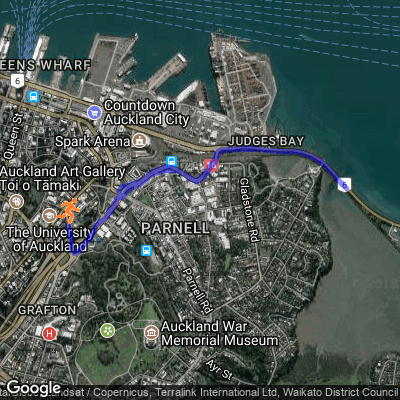 EENS WHARF
6
Queen St
Countdown
Auckland City
Spark Arena
JUDGES BAY
Auckland Art Gallery
Toi o Tāmaki
Gladstone Rd
6
The University
of Auckland
PARNELL
Parnell Rd
GRAFTON
H
Auckland War
Memorial Museum
Ayr St
Google
ndsat / Copernicus, Terralink International Ltd, Waikato District Council